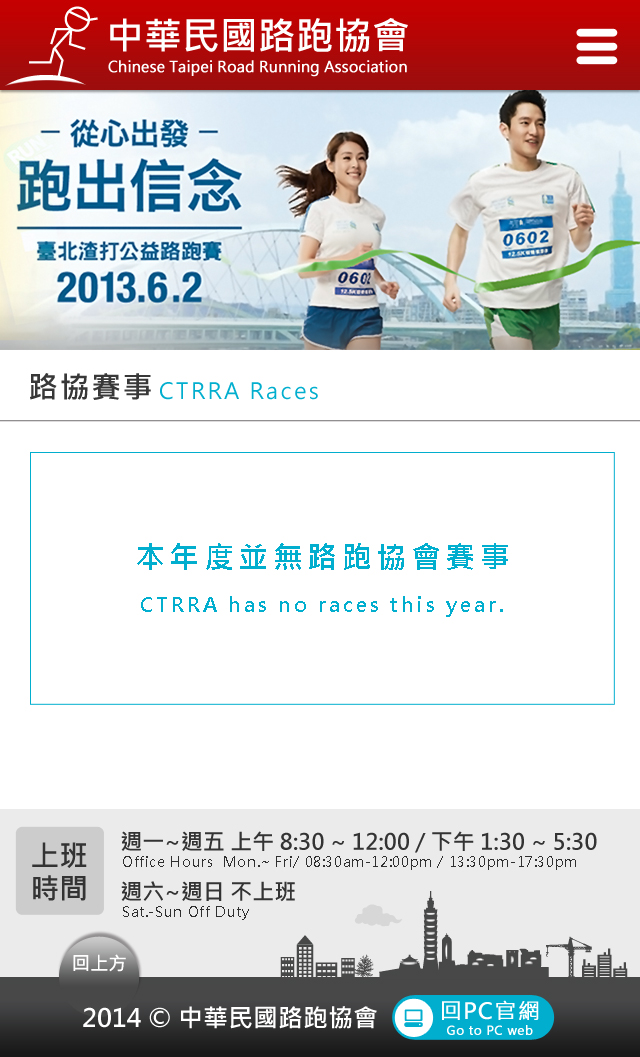 中華民國路跑協會
Chinese Taipei Road Running Association
－ 從心出發 －
跑出信念
臺北渣打公益路跑賽
2013.6.2
0602
0602
路協賽事 CTRRA Races
本年度並無路跑協會賽事
CTRRA has no races this year.
上班
時間
週一~週五 上午 8:30 ~ 12:00 / 下午 1:30 ~ 5:30
Office Hours Mon.~ Fri/ 08:30am-12:00pm / 13:30pm-17:30pm
週六~週日 不上班
Sat.-Sun Off Duty
回上方
2014 © 中華民國路跑協會
回PC官網
Go to PC web